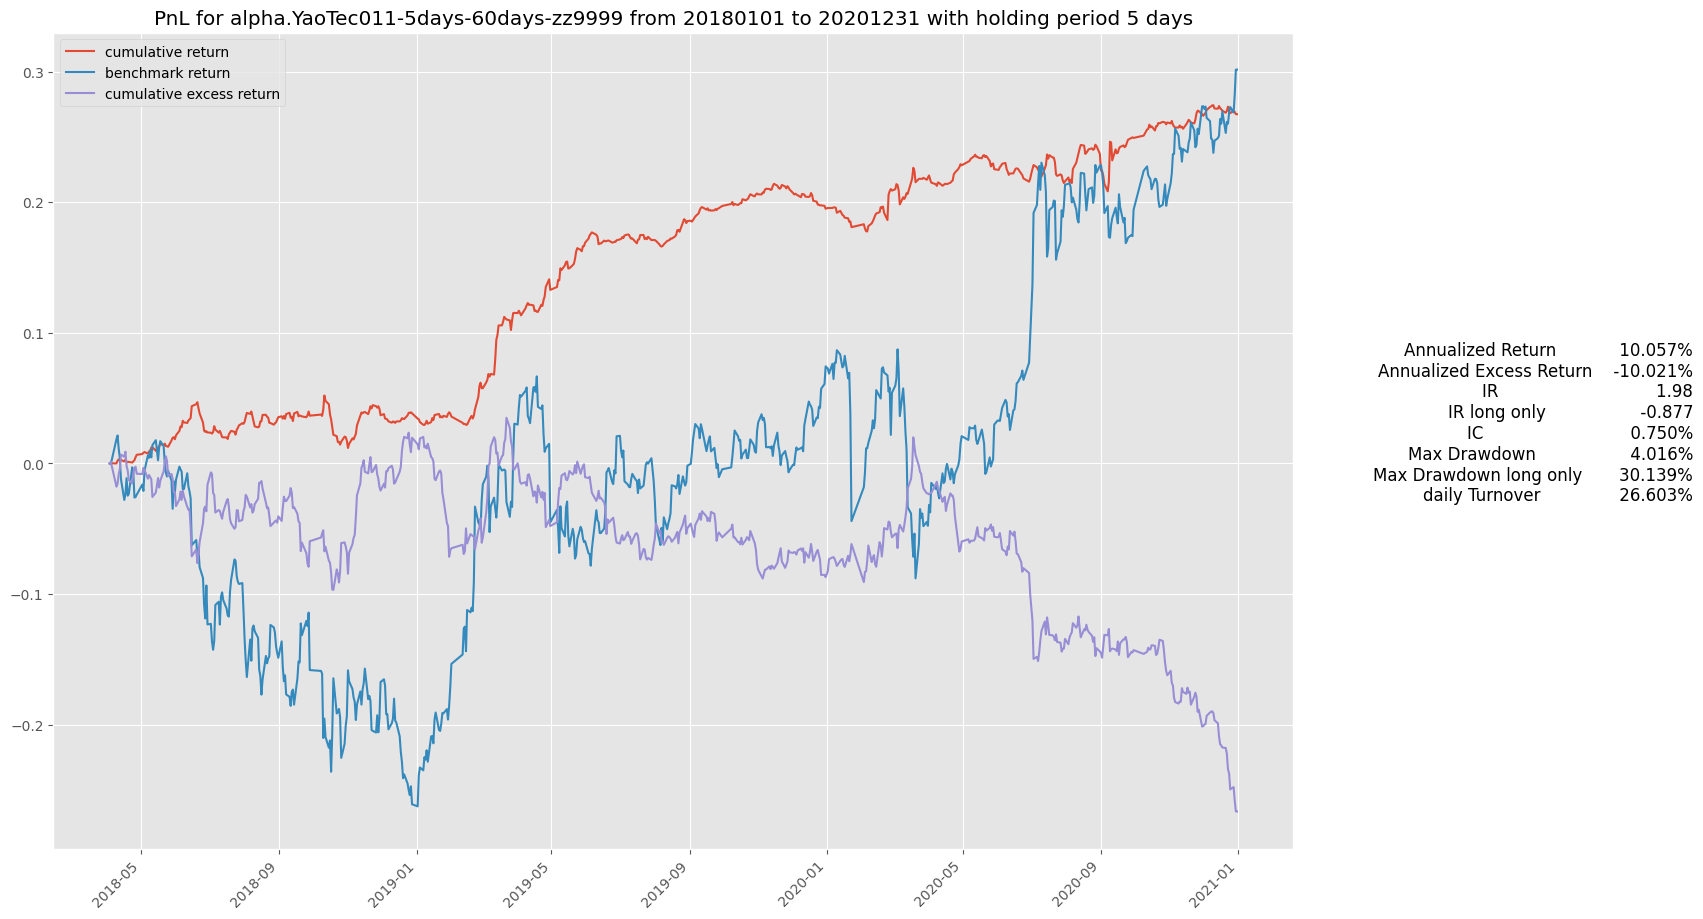 PnL for alpha.YaoTec011-5days-60days-zz9999 from 20180101 to 20201231 with holding period 5 days
cumulative return
benchmark return
cumulative excess return
0.3
0.2
0.1
0.0
−0.1
−0.2
2018-05
2018-09
2019-01
2019-05
2019-09
2020-01
2020-05
2020-09
2021-01
Annualized Return 10.057%
Annualized Excess Return -10.021%
IR 1.98
IR long only -0.877
IC 0.750%
Max Drawdown 4.016%
Max Drawdown long only 30.139%
daily Turnover 26.603%